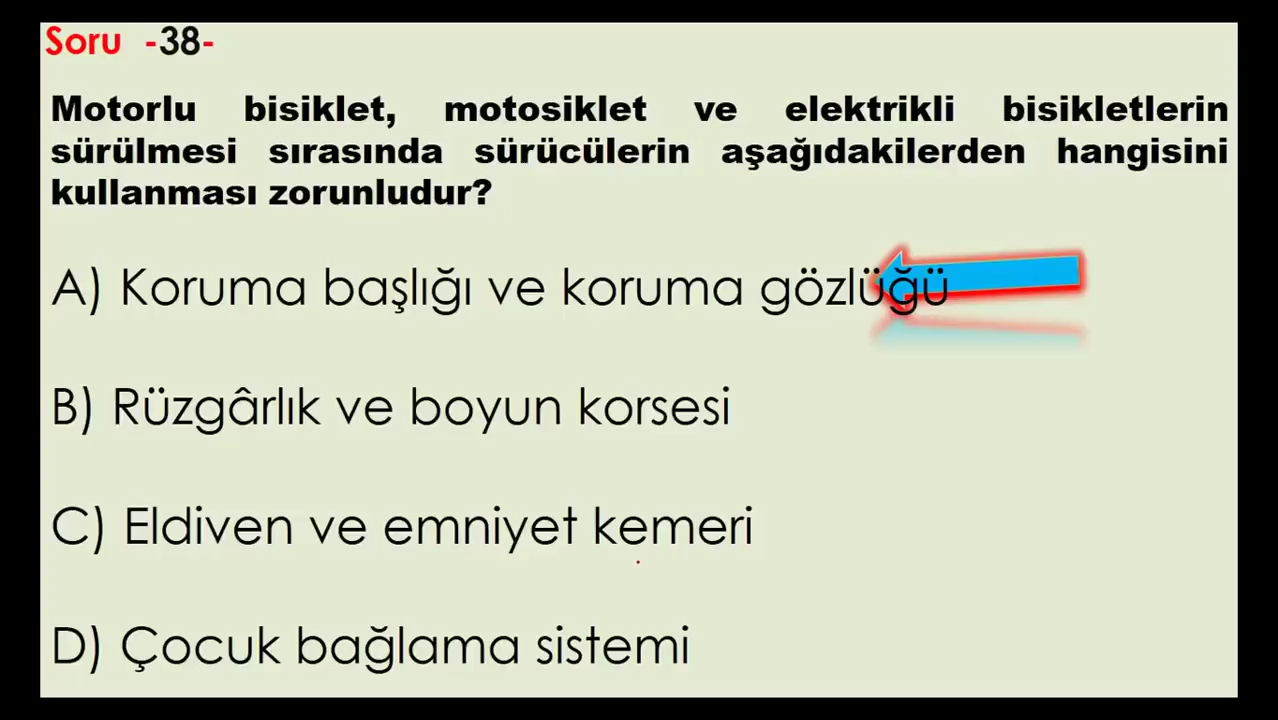 Soru -38-
Motorlu bisiklet, motosiklet ve elektrikli bisikletlerin
sürülmesi sırasında sürücülerin aşağıdakilerden hangisini
kullanması zorunludur?
A) Koruma başlığı ve koruma gözlüğü
B) Rüzgârlık ve boyun korsesi
C) Eldiven ve emniyet kemeri
D) Çocuk bağlama sistemi